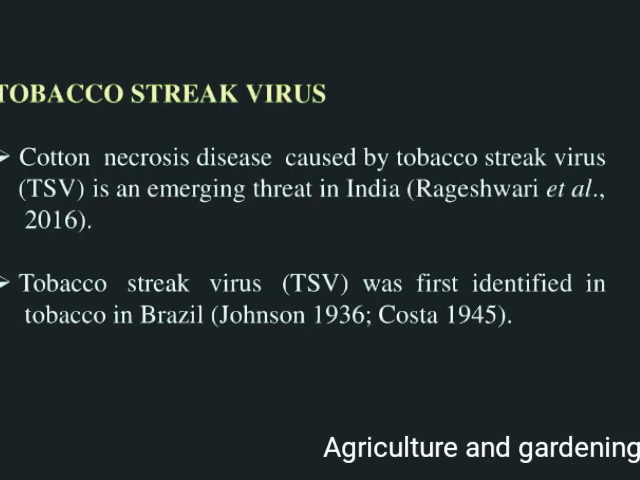 TOBACCO STREAK VIRUS
➢ Cotton necrosis disease caused by tobacco streak virus
(TSV) is an emerging threat in India (Rageshwari et al.,
2016).
➢ Tobacco streak virus (TSV) was first identified in
tobacco in Brazil (Johnson 1936; Costa 1945).
Agriculture and gardening